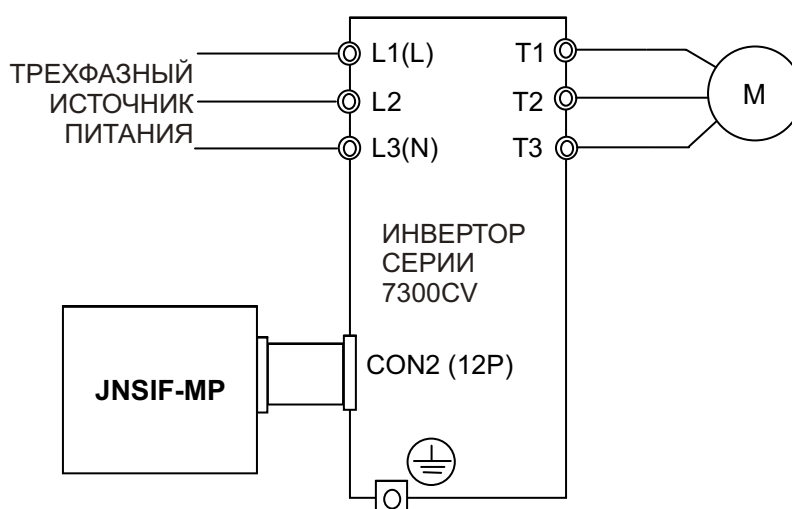 ТРЕХФАЗНЫЙ
ИСТОЧНИК
ПИТАНИЯ
L1(L)
L2
L3(N)
T1
T2
T3
M
ИНВЕРТОР
СЕРИИ
7300CV
JNSIF-MP
CON2 (12P)